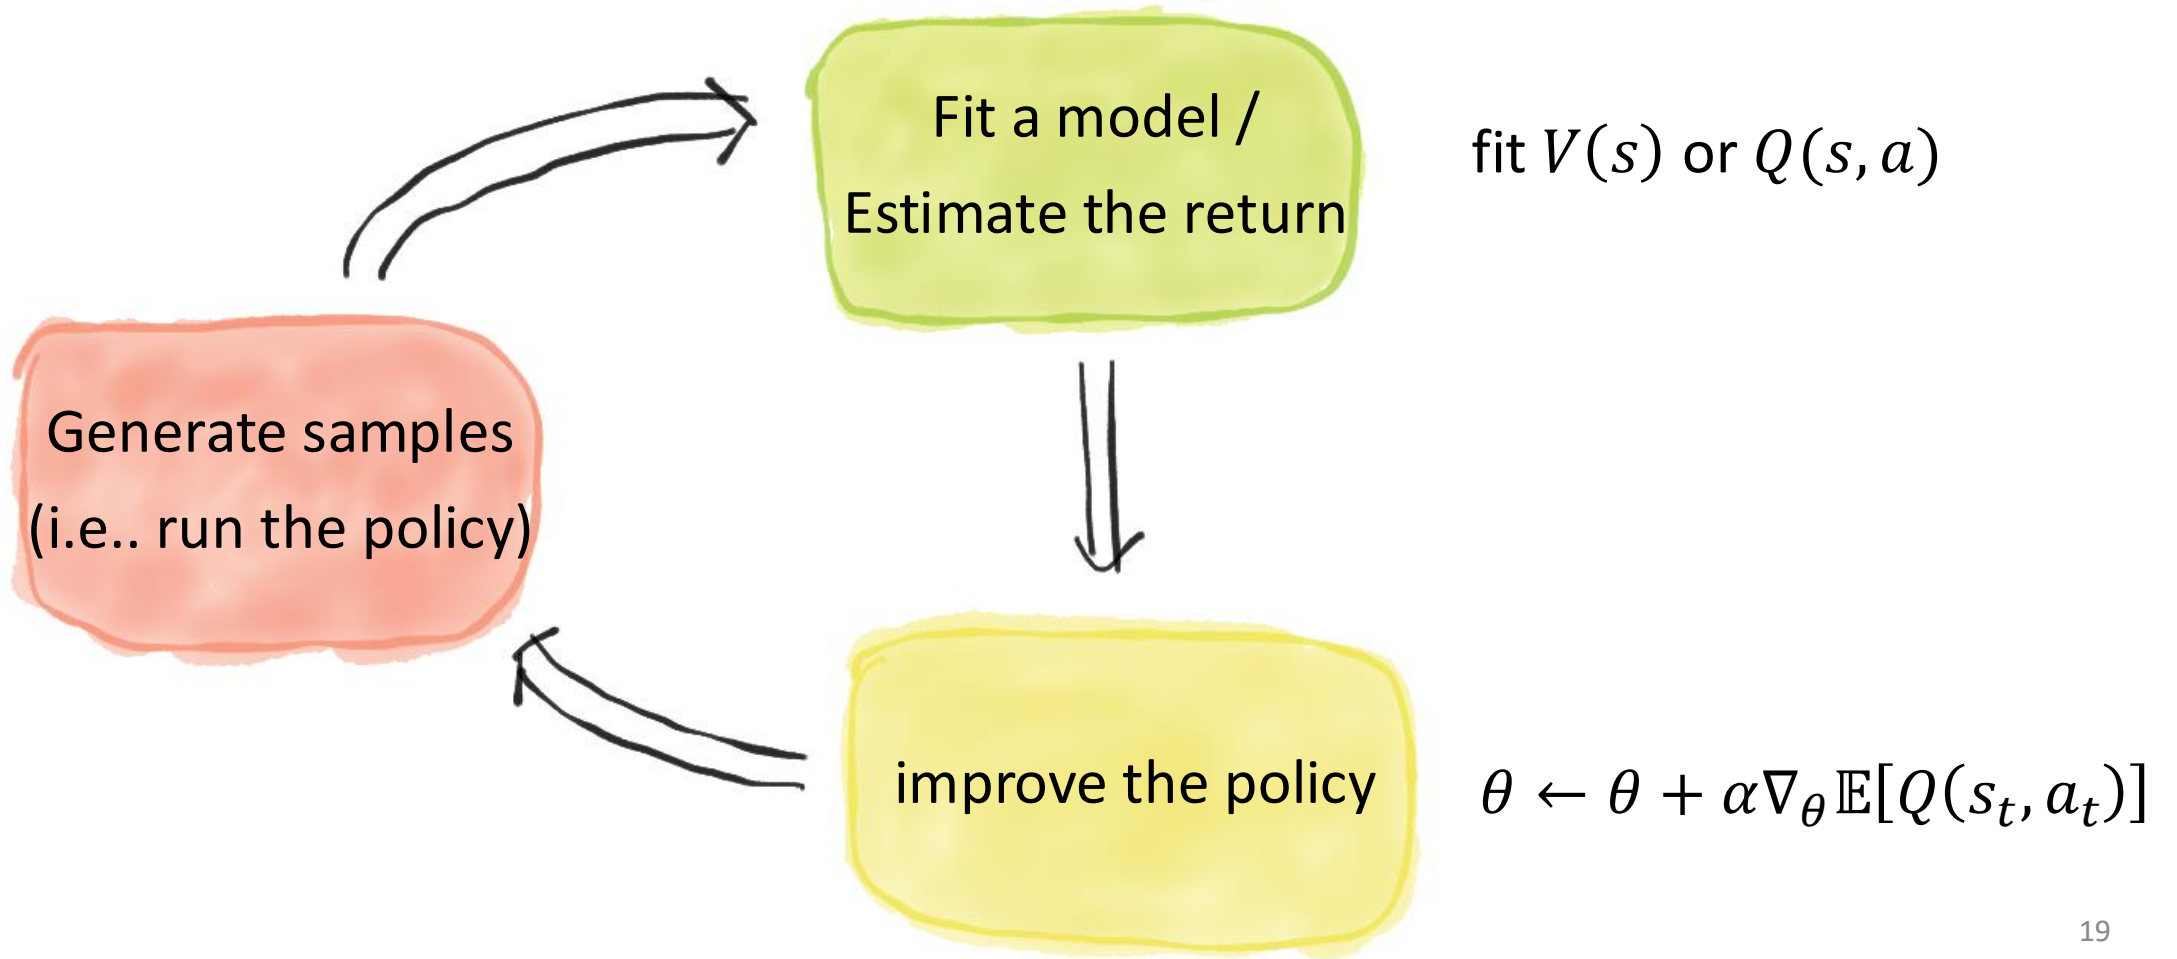 Fit a model /
Estimate the return
fit V(s) or Q(s, a)
Generate samples
(i.e.. run the policy)
improve the policy
θ ← θ + α∇_θ 𝔼[Q(s_t, a_t)]
19